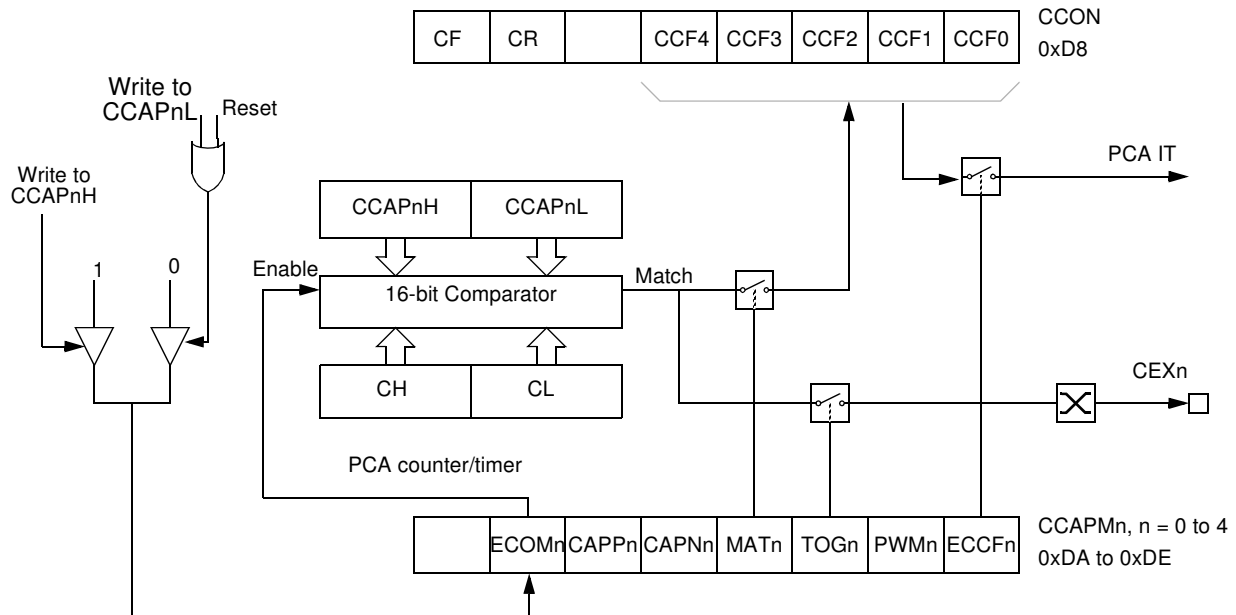 CF CR CCF4 CCF3 CCF2 CCF1 CCF0
CCON
0xD8
Write to
CCAPnL
Reset
Write to
CCAPnH
PCA IT
CCAPnH CCAPnL
1 0
Enable
16-bit Comparator
Match
CH CL
CEXn
PCA counter/timer
ECOMn CAPPn CAPNn MATn TOGn PWMn ECCFn
CCAPMn, n = 0 to 4
0xDA to 0xDE